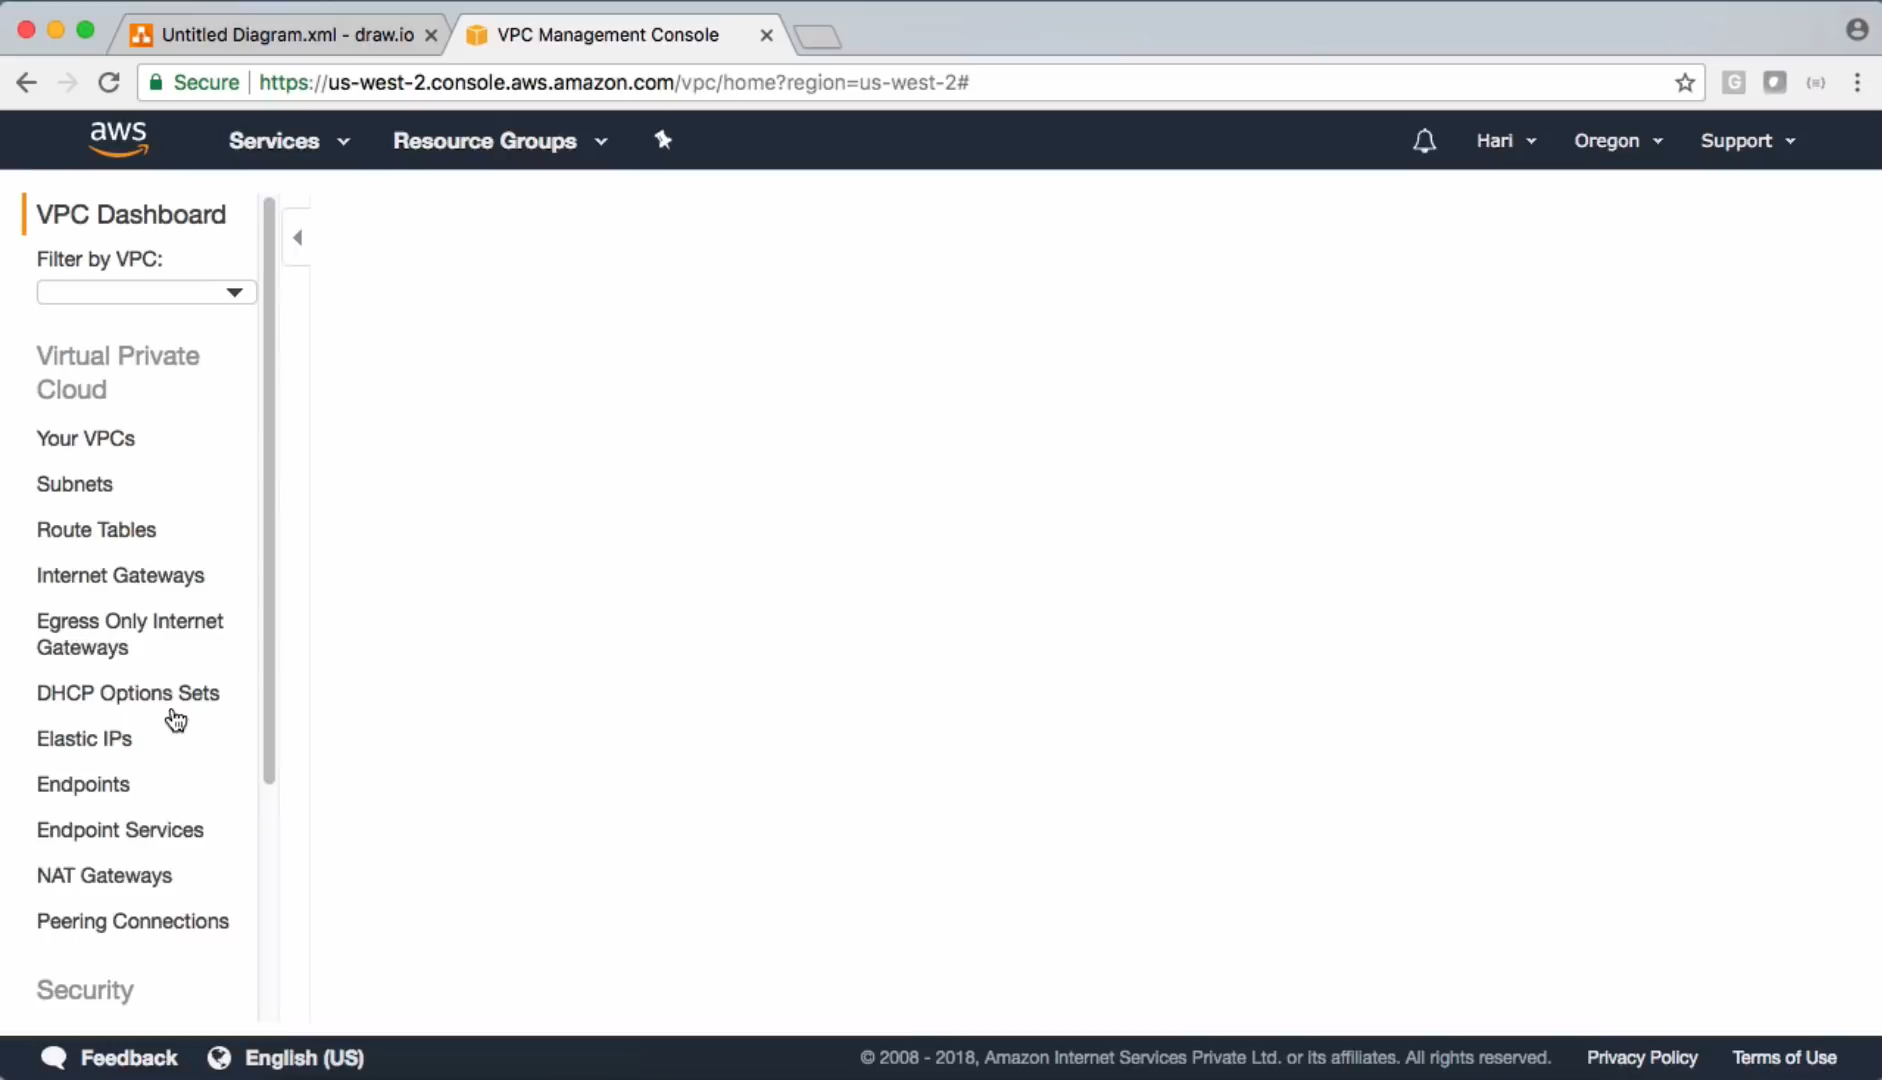 Untitled Diagram.xml - draw.io
VPC Management Console
Secure https://us-west-2.console.aws.amazon.com/vpc/home?region=us-west-2#
G
aws
Services
Resource Groups
Hari
Oregon
Support
VPC Dashboard
Filter by VPC:
Virtual Private
Cloud
Your VPCs
Subnets
Route Tables
Internet Gateways
Egress Only Internet
Gateways
DHCP Options Sets
Elastic IPs
Endpoints
Endpoint Services
NAT Gateways
Peering Connections
Security
Feedback
English (US)
© 2008 - 2018, Amazon Internet Services Private Ltd. or its affiliates. All rights reserved.
Privacy Policy
Terms of Use